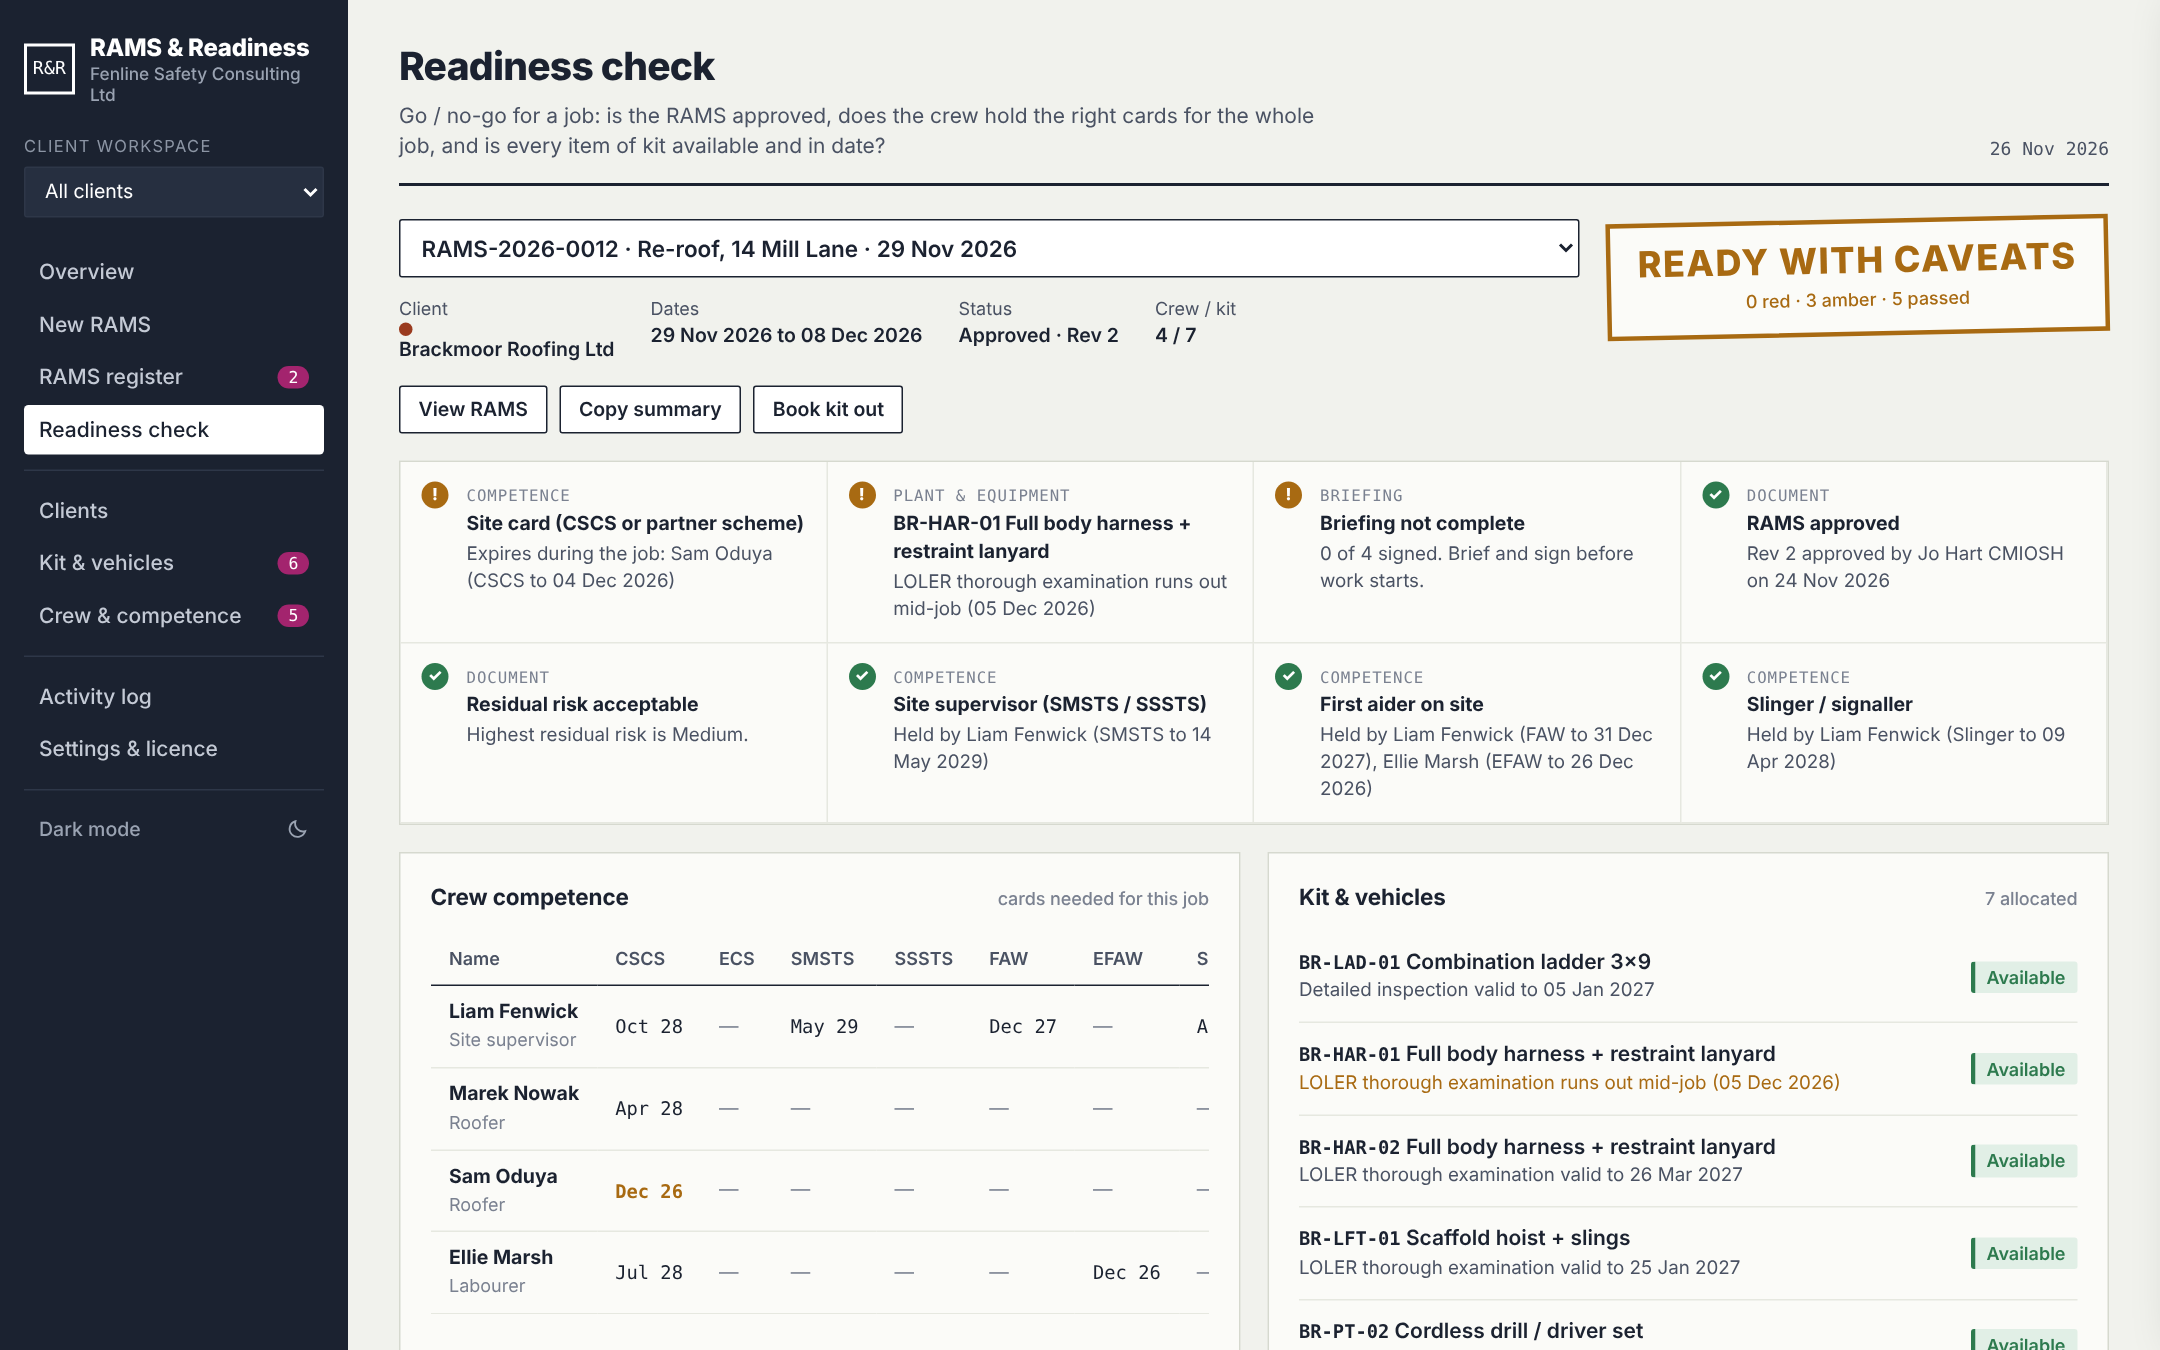 R&R
RAMS & Readiness
Fenline Safety Consulting
Ltd
CLIENT WORKSPACE
All clients
Overview
New RAMS
RAMS register 2
Readiness check
Clients
Kit & vehicles 6
Crew & competence 5
Activity log
Settings & licence
Dark mode
Readiness check
Go / no-go for a job: is the RAMS approved, does the crew hold the right cards for the whole
job, and is every item of kit available and in date?
26 Nov 2026
RAMS-2026-0012 · Re-roof, 14 Mill Lane · 29 Nov 2026
READY WITH CAVEATS
0 red · 3 amber · 5 passed
Client
Brackmoor Roofing Ltd
Dates
29 Nov 2026 to 08 Dec 2026
Status
Approved · Rev 2
Crew / kit
4 / 7
View RAMS
Copy summary
Book kit out
COMPETENCE
Site card (CSCS or partner scheme)
Expires during the job: Sam Oduya
(CSCS to 04 Dec 2026)
PLANT & EQUIPMENT
BR-HAR-01 Full body harness +
restraint lanyard
LOLER thorough examination runs out
mid-job (05 Dec 2026)
BRIEFING
Briefing not complete
0 of 4 signed. Brief and sign before
work starts.
DOCUMENT
RAMS approved
Rev 2 approved by Jo Hart CMIOSH
on 24 Nov 2026
DOCUMENT
Residual risk acceptable
Highest residual risk is Medium.
COMPETENCE
Site supervisor (SMSTS / SSSTS)
Held by Liam Fenwick (SMSTS to 14
May 2029)
COMPETENCE
First aider on site
Held by Liam Fenwick (FAW to 31 Dec
2027), Ellie Marsh (EFAW to 26 Dec
2026)
COMPETENCE
Slinger / signaller
Held by Liam Fenwick (Slinger to 09
Apr 2028)
Crew competence
cards needed for this job
Name CSCS ECS SMSTS SSSTS FAW EFAW S
Liam Fenwick
Site supervisor
Oct 28 — May 29 — Dec 27 — A
Marek Nowak
Roofer
Apr 28 — — — — — —
Sam Oduya
Roofer
Dec 26 — — — — — —
Ellie Marsh
Labourer
Jul 28 — — — — Dec 26 —
Kit & vehicles
7 allocated
BR-LAD-01 Combination ladder 3×9
Detailed inspection valid to 05 Jan 2027
Available
BR-HAR-01 Full body harness + restraint lanyard
LOLER thorough examination runs out mid-job (05 Dec 2026)
Available
BR-HAR-02 Full body harness + restraint lanyard
LOLER thorough examination valid to 26 Mar 2027
Available
BR-LFT-01 Scaffold hoist + slings
LOLER thorough examination valid to 25 Jan 2027
Available
BR-PT-02 Cordless drill / driver set
Available